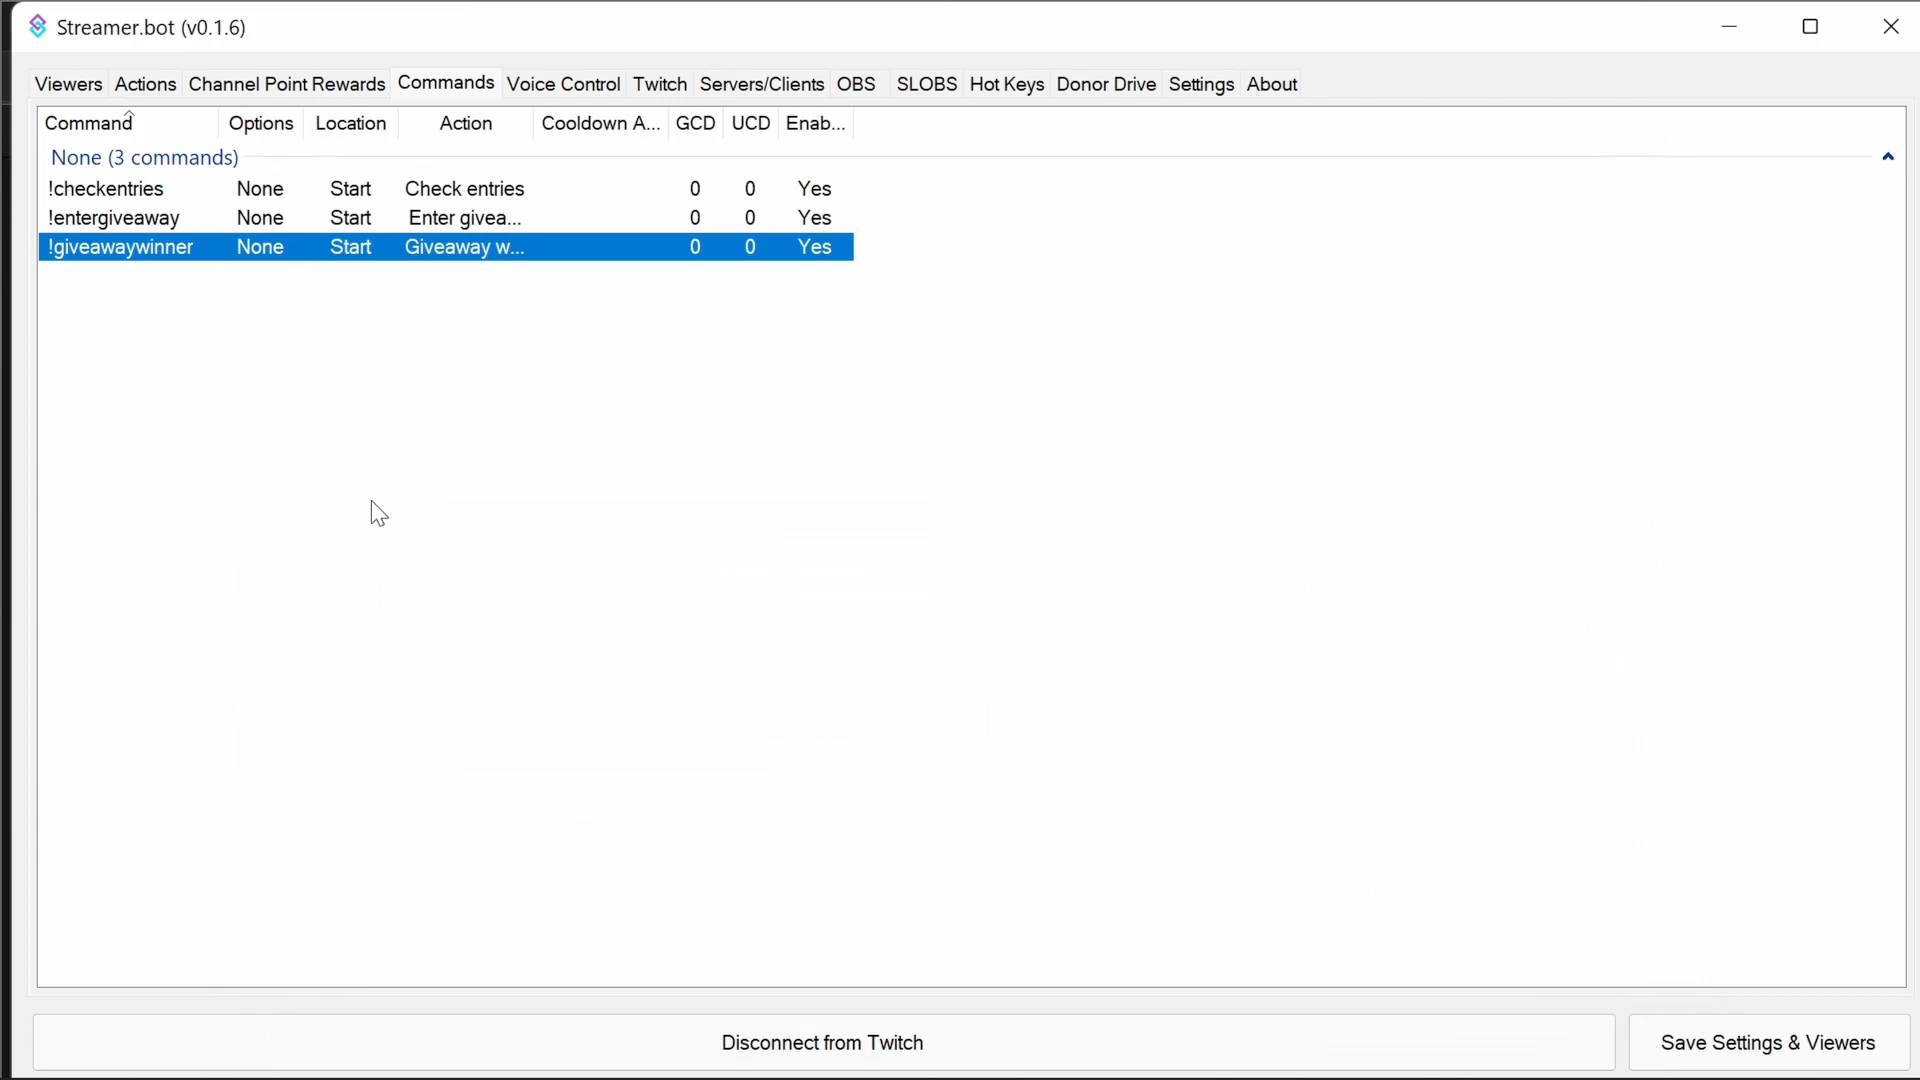 Streamer.bot (v0.1.6)
Viewers Actions Channel Point Rewards Commands Voice Control Twitch Servers/Clients OBS SLOBS Hot Keys Donor Drive Settings About
Command Options Location Action Cooldown A... GCD UCD Enab...
None (3 commands)
!checkentries None Start Check entries 0 0 Yes
!entergiveaway None Start Enter givea... 0 0 Yes
!giveawaywinner None Start Giveaway w... 0 0 Yes
Disconnect from Twitch Save Settings & Viewers